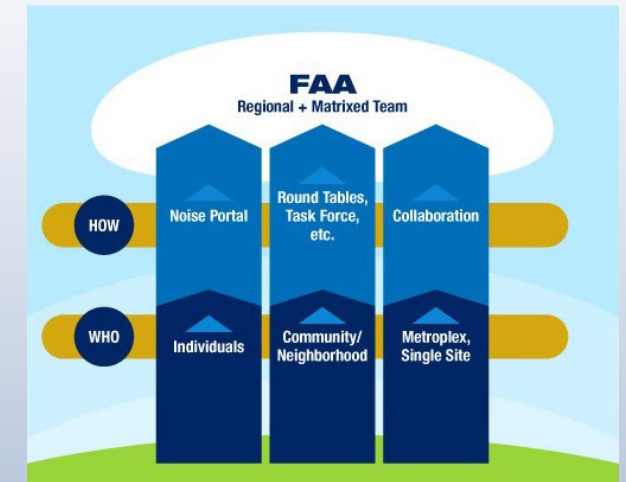 FAA
Regional + Matrixed Team
HOW
Noise Portal
Round Tables,
Task Force,
etc.
Collaboration
WHO
Individuals
Community/
Neighborhood
Metroplex,
Single Site